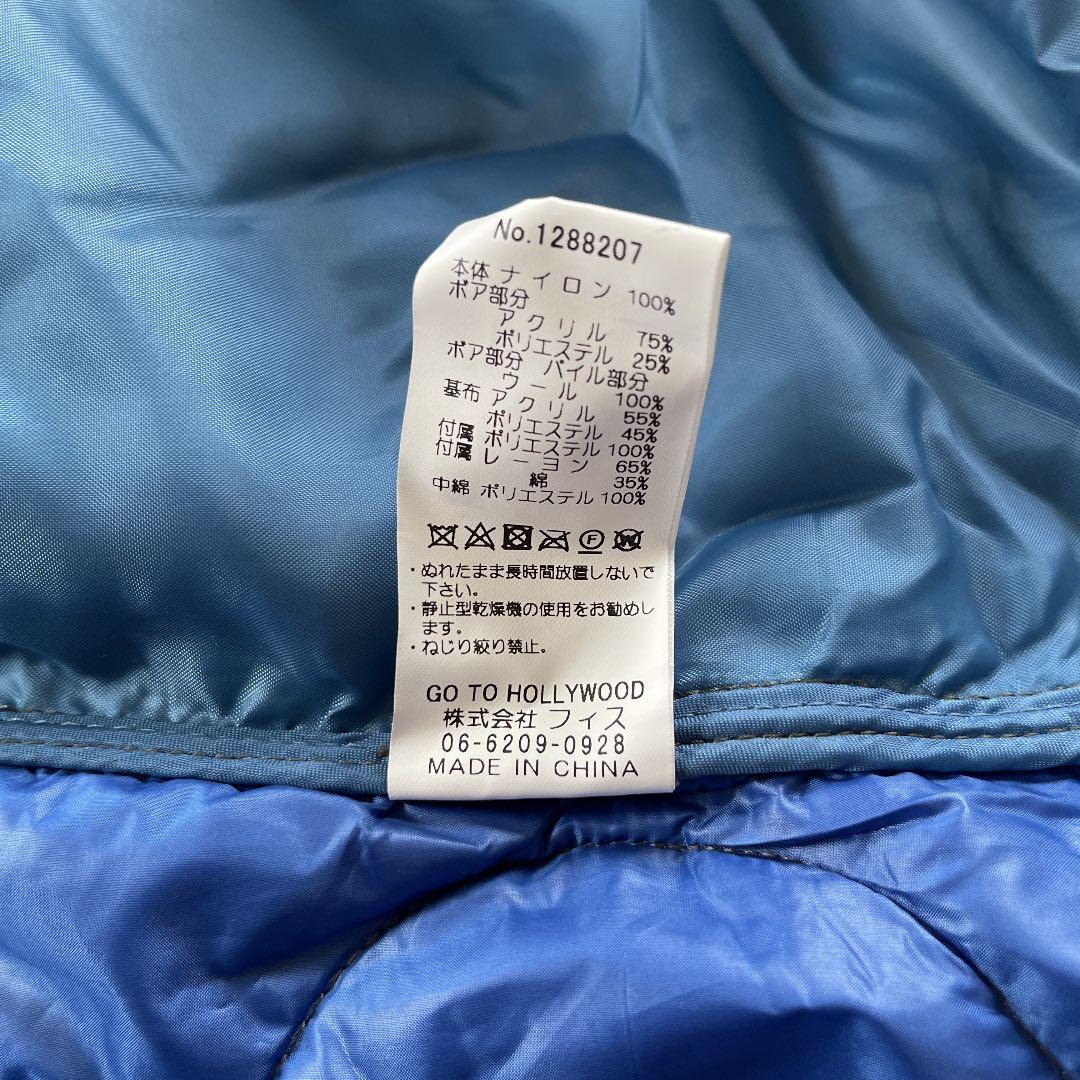 No.1288207
本体 ナイロン 100%
ボア部分
アクリル 75%
ポリエステル 25%
ボア部分 パイル部分
ウール 100%
基布 アクリル 55%
ポリエステル 45%
付属 ポリエステル 100%
付属 レーヨン 65%
綿 35%
中綿 ポリエステル 100%
F W
・ぬれたまま長時間放置しないで
下さい。
・静止型乾燥機の使用をお勧めし
ます。
・ねじり絞り禁止。
GO TO HOLLYWOOD
株式会社 フィス
06-6209-0928
MADE IN CHINA